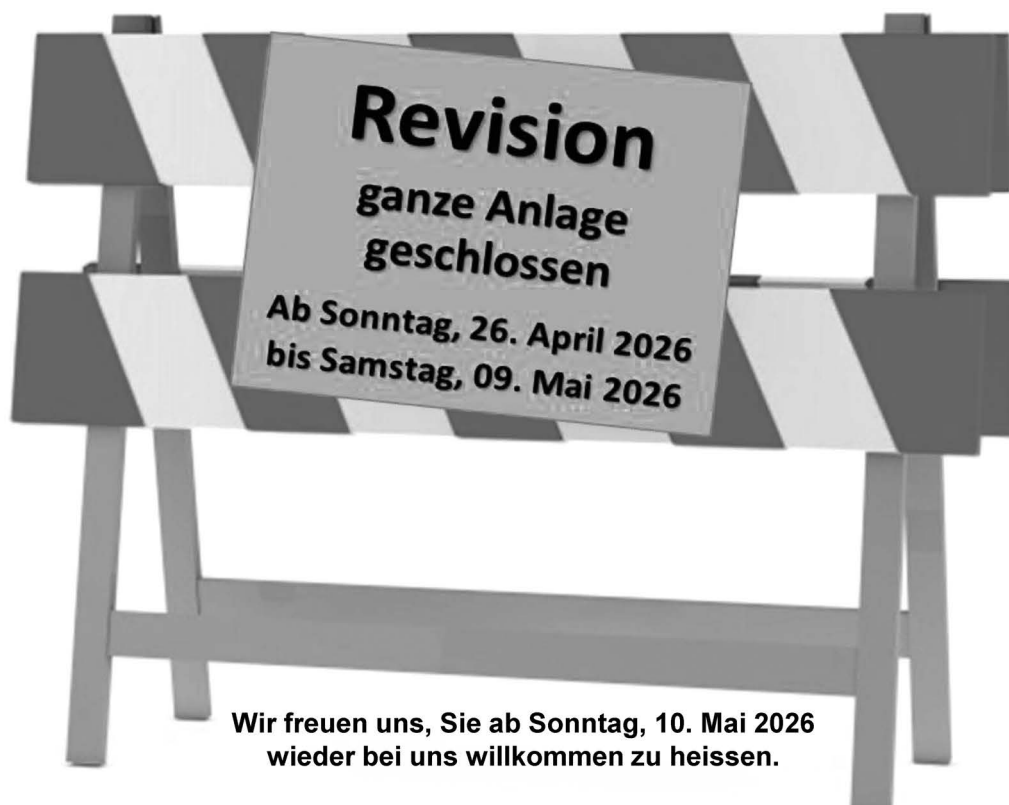 Revision
ganze Anlage
geschlossen
Ab Sonntag, 26. April 2026
bis Samstag, 09. Mai 2026
Wir freuen uns, Sie ab Sonntag, 10. Mai 2026
wieder bei uns willkommen zu heissen.